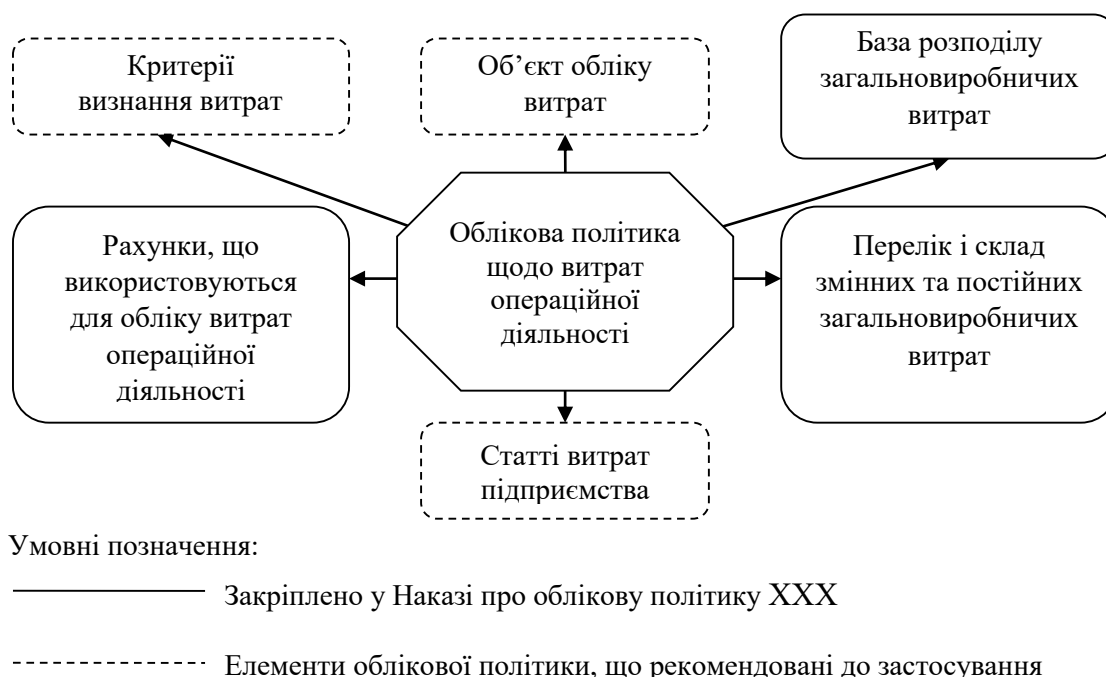 Критерії
визнання витрат
Об’єкт обліку
витрат
База розподілу
загальновиробничих
витрат
Рахунки, що
використовуються
для обліку витрат
операційної
діяльності
Облікова політика
щодо витрат
операційної
діяльності
Перелік і склад
змінних та постійних
загальновиробничих
витрат
Статті витрат
підприємства
Умовні позначення:
Закріплено у Наказі про облікову політику ХХХ
Елементи облікової політики, що рекомендовані до застосування